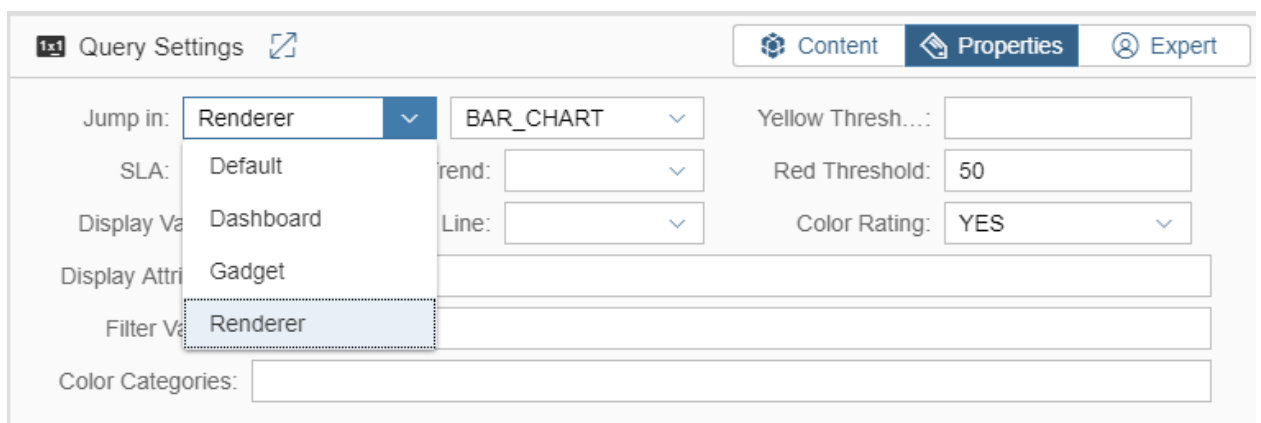 1x1 Query Settings Content Properties Expert
Jump in: Renderer BAR_CHART Yellow Thresh...:
Default
SLA: rend: Red Threshold: 50
Dashboard
Display Va Line: Color Rating: YES
Gadget
Display Attri
Renderer
Filter Va
Color Categories: